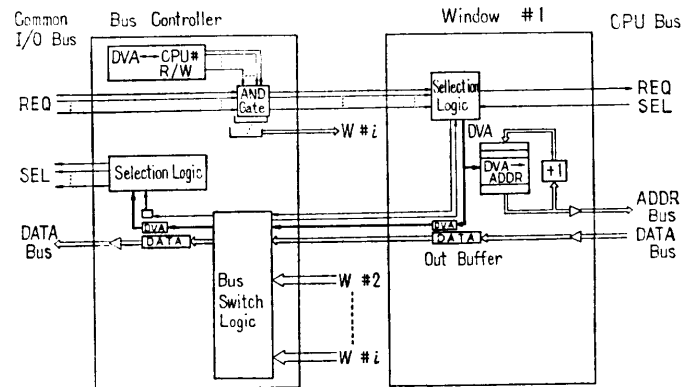 Common
I/O Bus
Bus Controller
Window #1
CPU Bus
DVA CPU#
R/W
REQ
AND
Gate
Sellection
Logic
REQ
SEL
W #i
DVA
SEL
Selection Logic
DVA
ADDR
+1
ADDR
Bus
DATA
Bus
DVA
DATA
DVA
DATA
DATA
Bus
Out Buffer
Bus
Switch
Logic
W #2
W #i